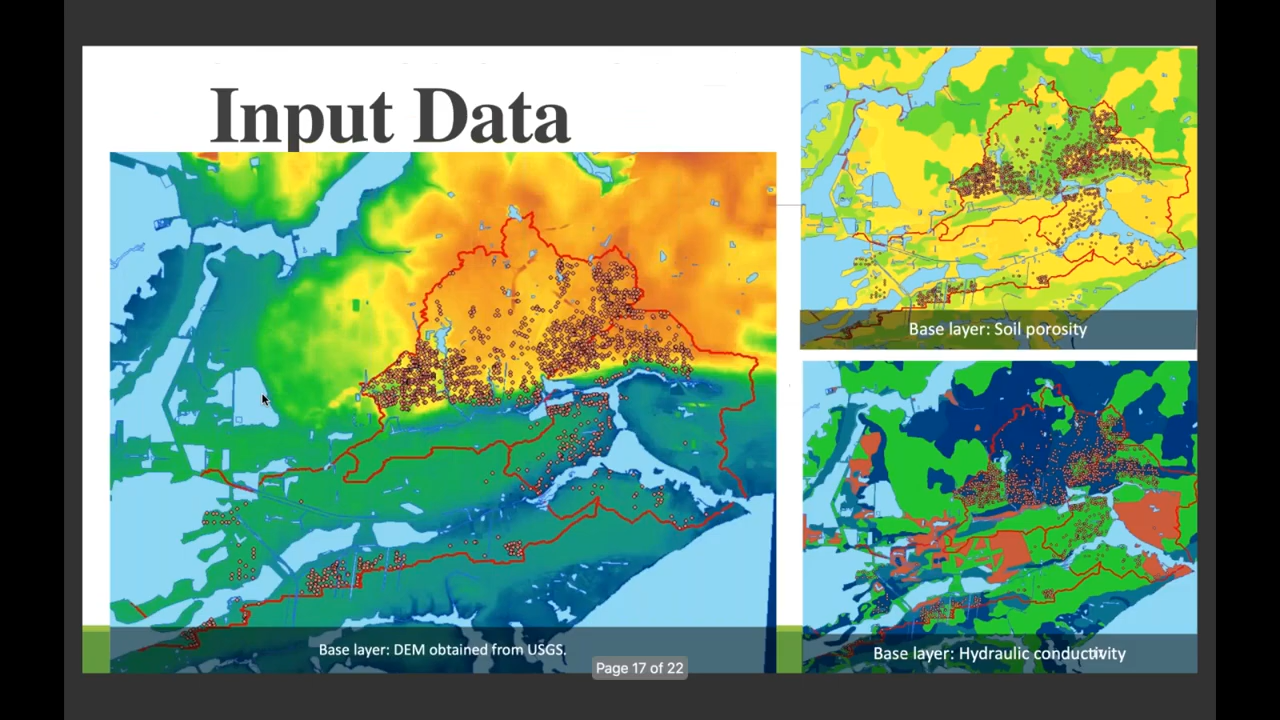 Input Data
Base layer: Soil porosity
Base layer: DEM obtained from USGS.
Base layer: Hydraulic conductivity
Page 17 of 22